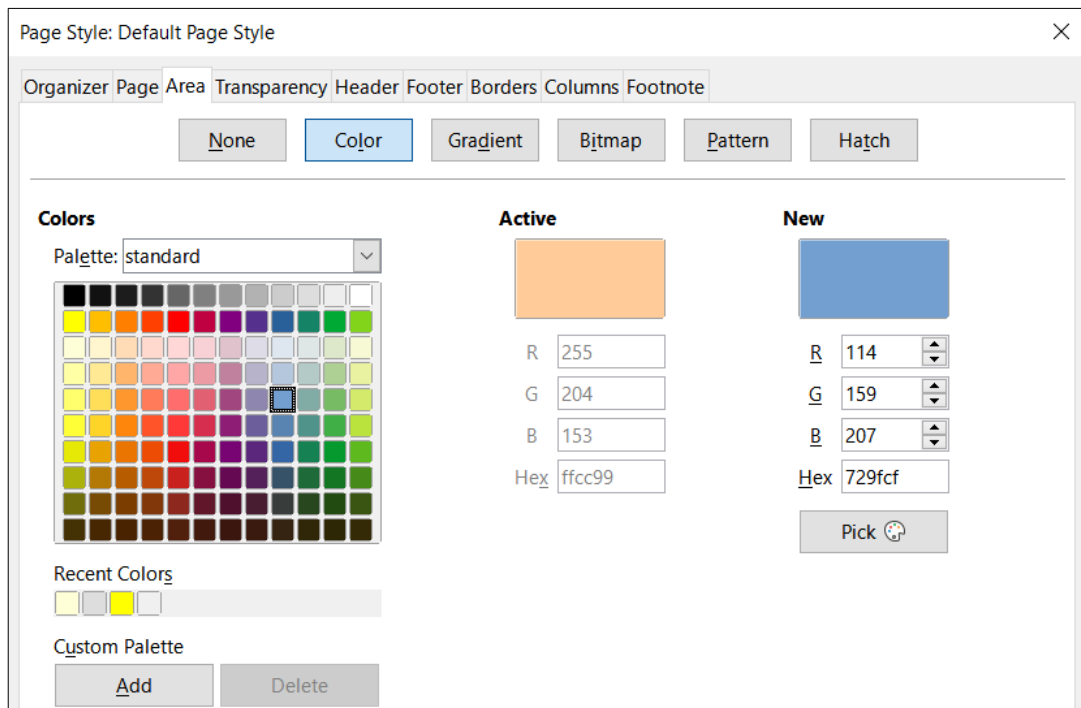 Page Style: Default Page Style
Organizer Page Area Transparency Header Footer Borders Columns Footnote
None Color Gradient Bitmap Pattern Hatch
Colors Active New
Palette: standard
R 255 R 114
G 204 G 159
B 153 B 207
Hex ffcc99 Hex 729fcf
Pick
Recent Colors
Custom Palette
Add Delete